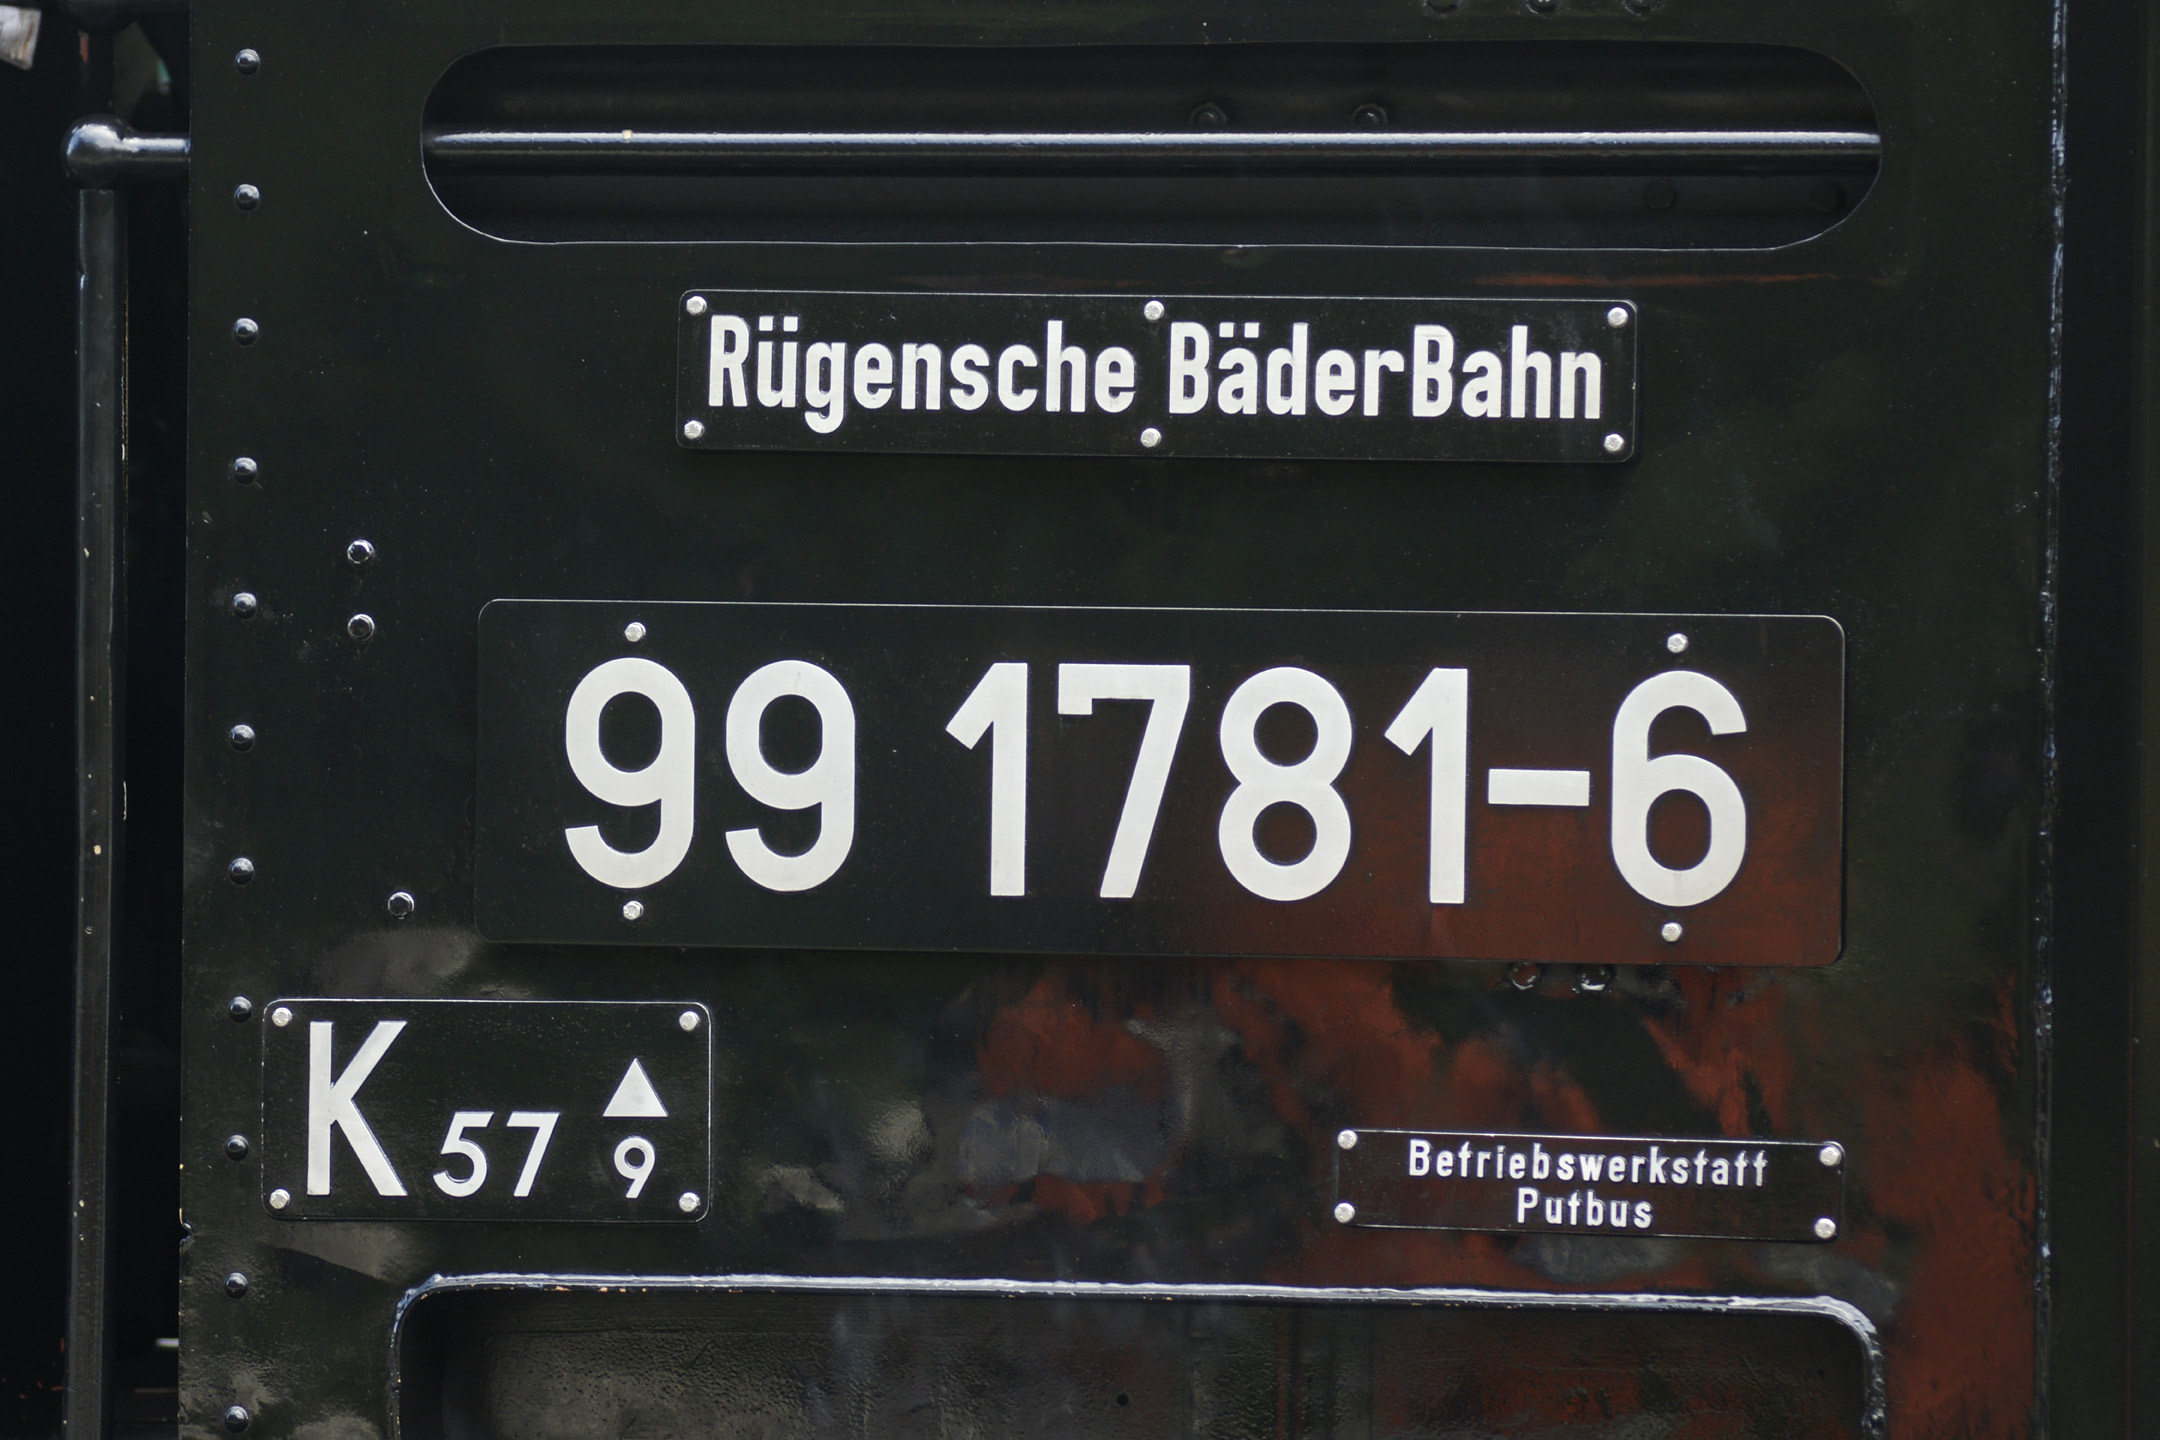 Rügensche BäderBahn
99 1781-6
K 57 9
Betriebswerkstatt
Putbus